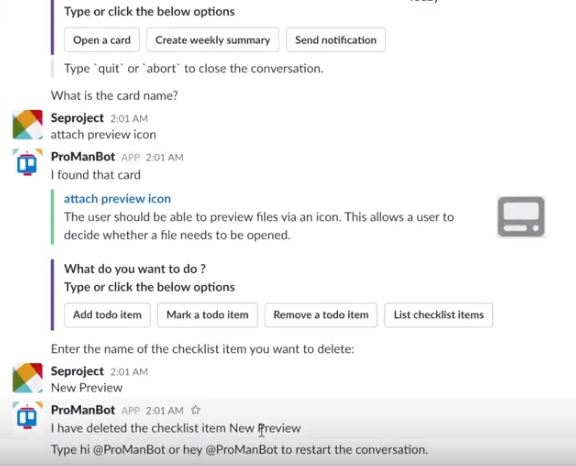 Type or click the below options
Open a card Create weekly summary Send notification
Type `quit` or `abort` to close the conversation.
What is the card name?
Seproject 2:01 AM
attach preview icon
ProManBot APP 2:01 AM
I found that card
attach preview icon
The user should be able to preview files via an icon. This allows a user to
decide whether a file needs to be opened.
What do you want to do ?
Type or click the below options
Add todo item Mark a todo item Remove a todo item List checklist items
Enter the name of the checklist item you want to delete:
Seproject 2:01 AM
New Preview
ProManBot APP 2:01 AM
I have deleted the checklist item New Preview
Type hi @ProManBot or hey @ProManBot to restart the conversation.